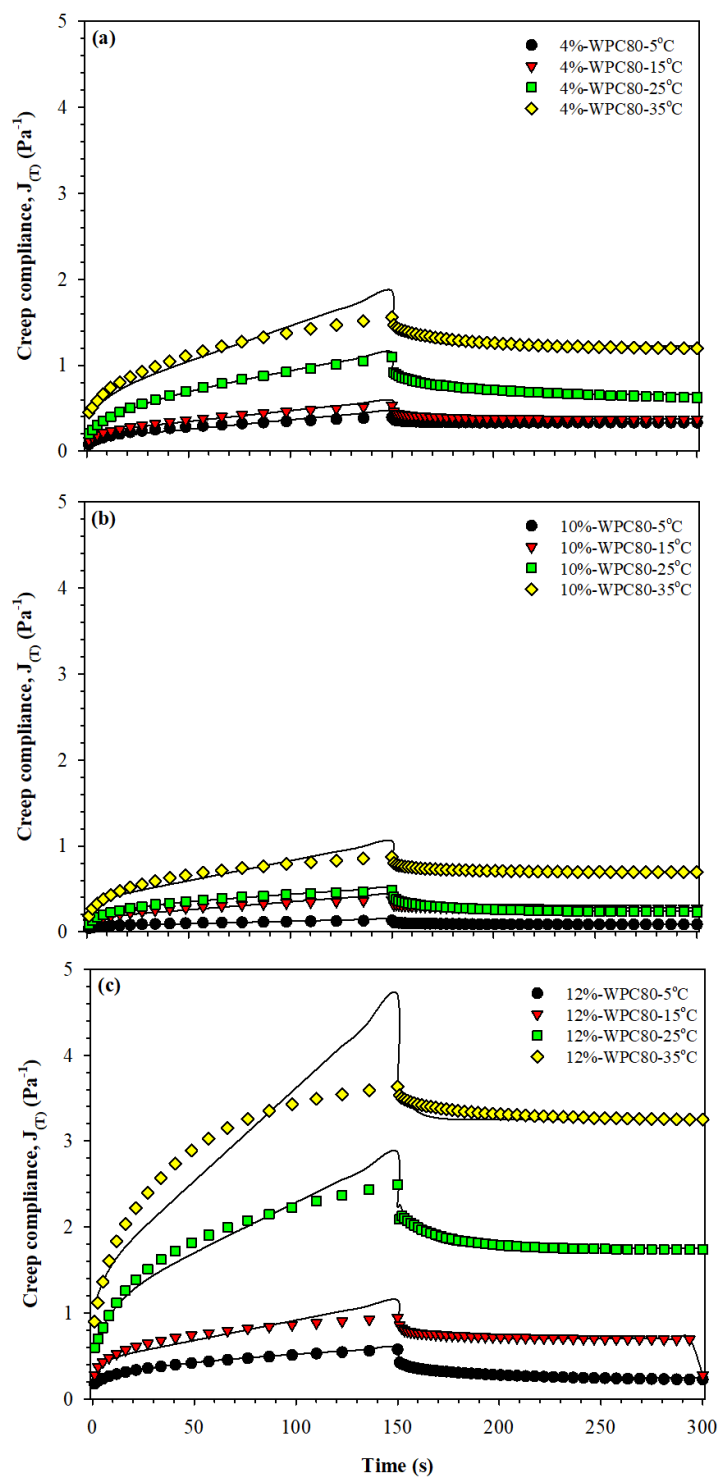 (a)
4%-WPC80-5°C
4%-WPC80-15°C
4%-WPC80-25°C
4%-WPC80-35°C
Creep compliance, J(T) (Pa-1)
5
4
3
2
1
0
(b)
10%-WPC80-5°C
10%-WPC80-15°C
10%-WPC80-25°C
10%-WPC80-35°C
Creep compliance, J(T) (Pa-1)
5
4
3
2
1
0
(c)
12%-WPC80-5°C
12%-WPC80-15°C
12%-WPC80-25°C
12%-WPC80-35°C
Creep compliance, J(T) (Pa-1)
5
4
3
2
1
0
0 50 100 150 200 250 300
Time (s)